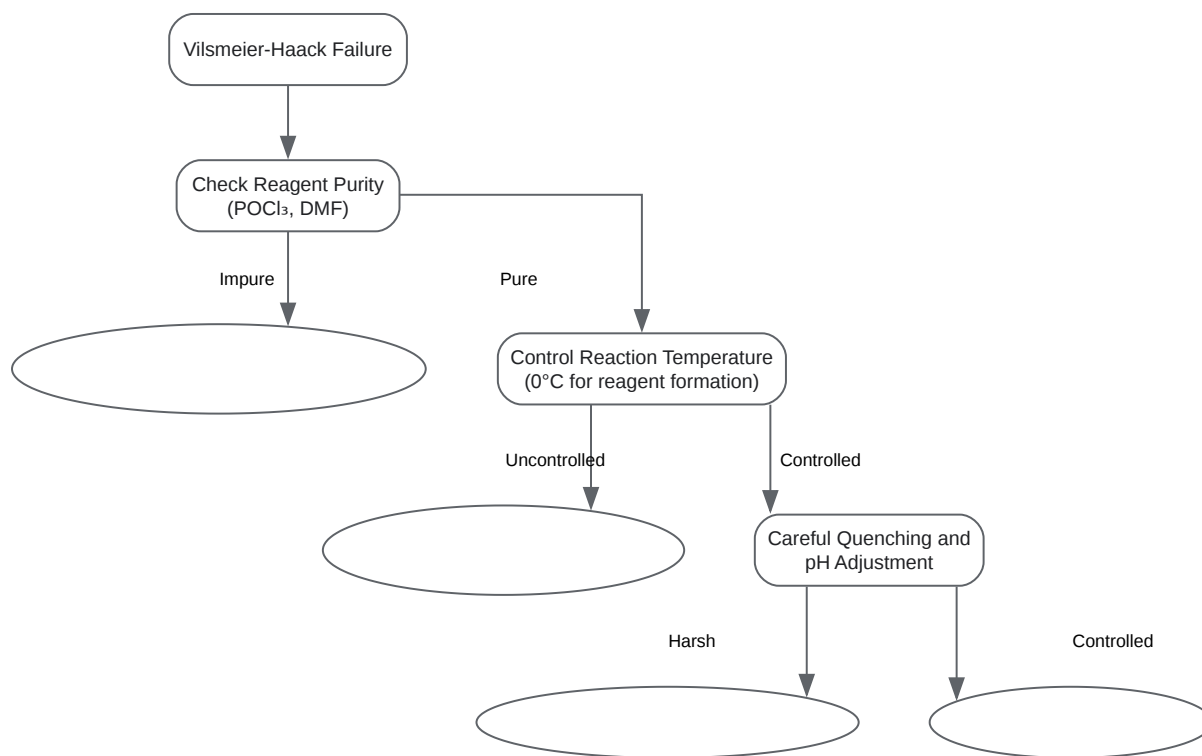 Vilsmeier-Haack Failure
Check Reagent Purity
(POCl₃, DMF)
Impure
Pure
Control Reaction Temperature
(0°C for reagent formation)
Uncontrolled
Controlled
Careful Quenching and
pH Adjustment
Harsh
Controlled